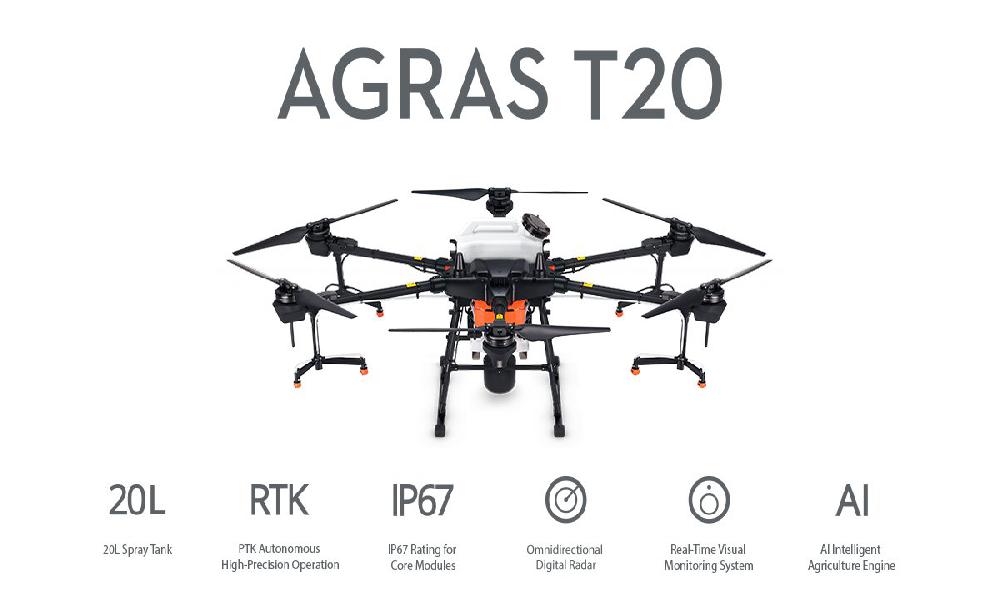 AGRAS T20
20L
RTK
IP67
AI
20L Spray Tank
PTK Autonomous
High-Precision Operation
IP67 Rating for
Core Modules
Omnidirectional
Digital Radar
Real-Time Visual
Monitoring System
AI Intelligent
Agriculture Engine